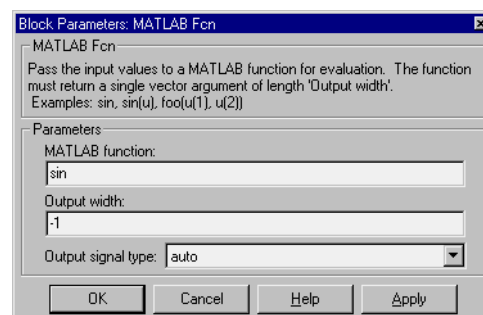 Block Parameters: MATLAB Fcn
MATLAB Fcn
Pass the input values to a MATLAB function for evaluation. The function
must return a single vector argument of length 'Output width'.
Examples: sin, sin(u), foo(u(1), u(2))
Parameters
MATLAB function:
sin
Output width:
-1
Output signal type: auto
OK Cancel Help Apply